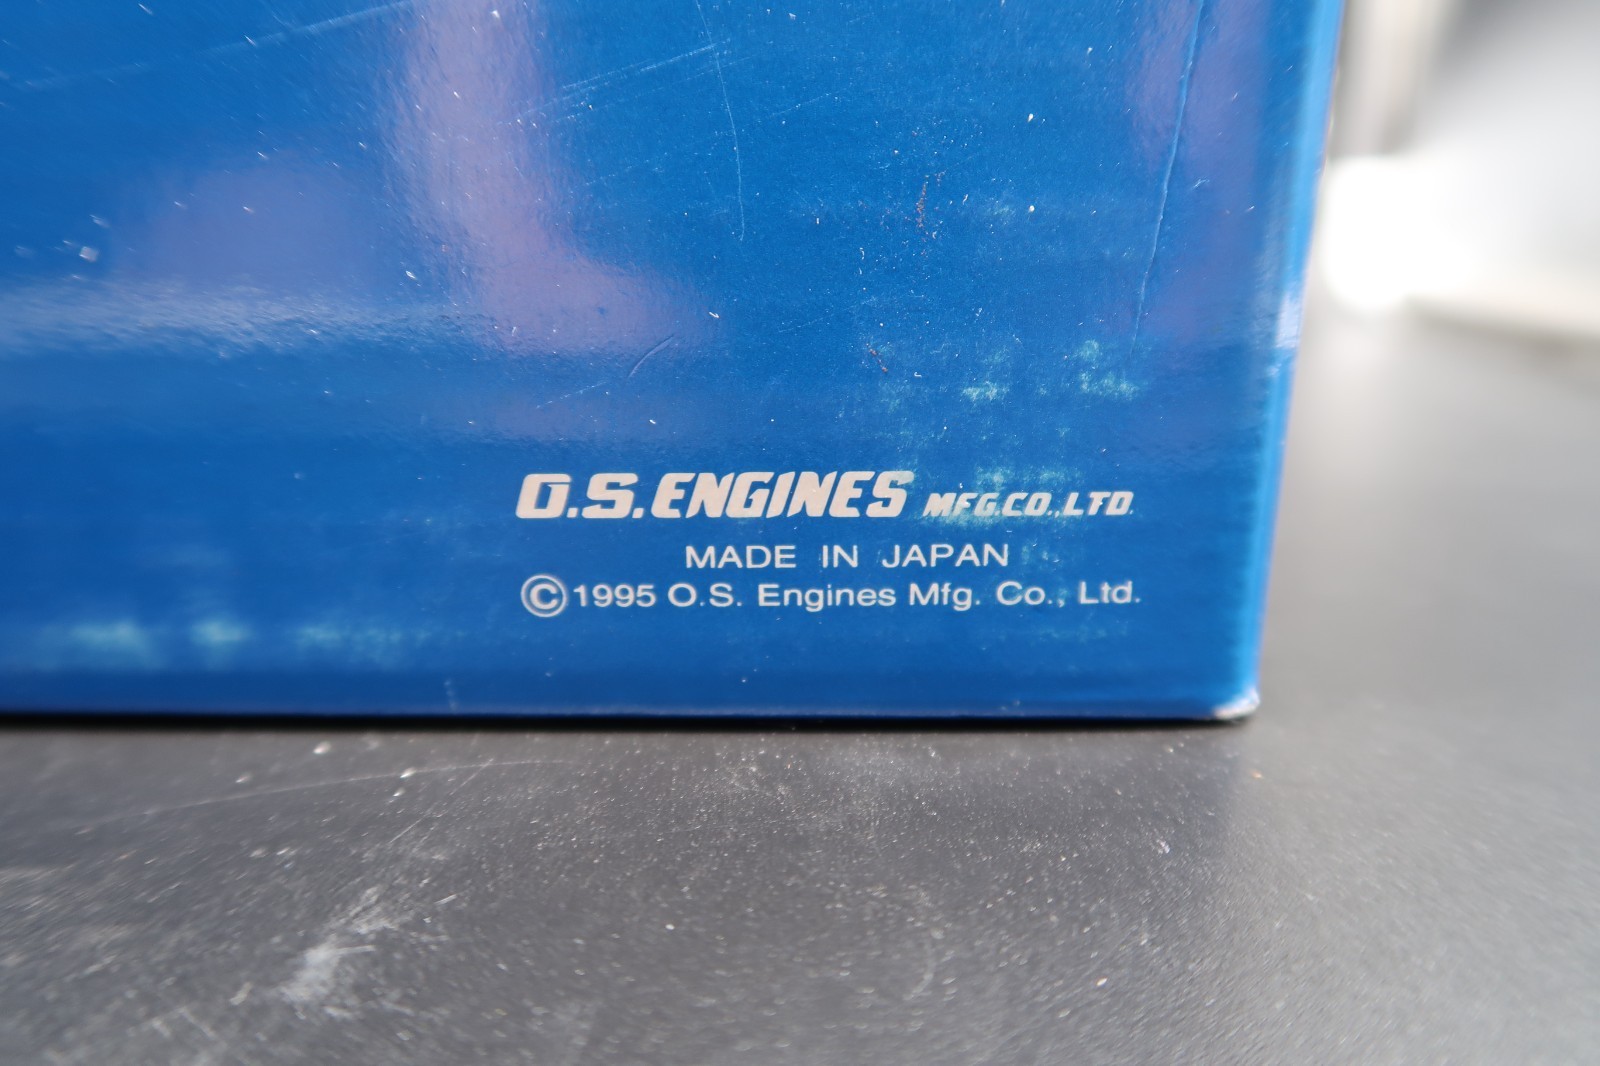 O.S.ENGINES MFG.CO.,LTD.
MADE IN JAPAN
©1995 O.S. Engines Mfg. Co., Ltd.